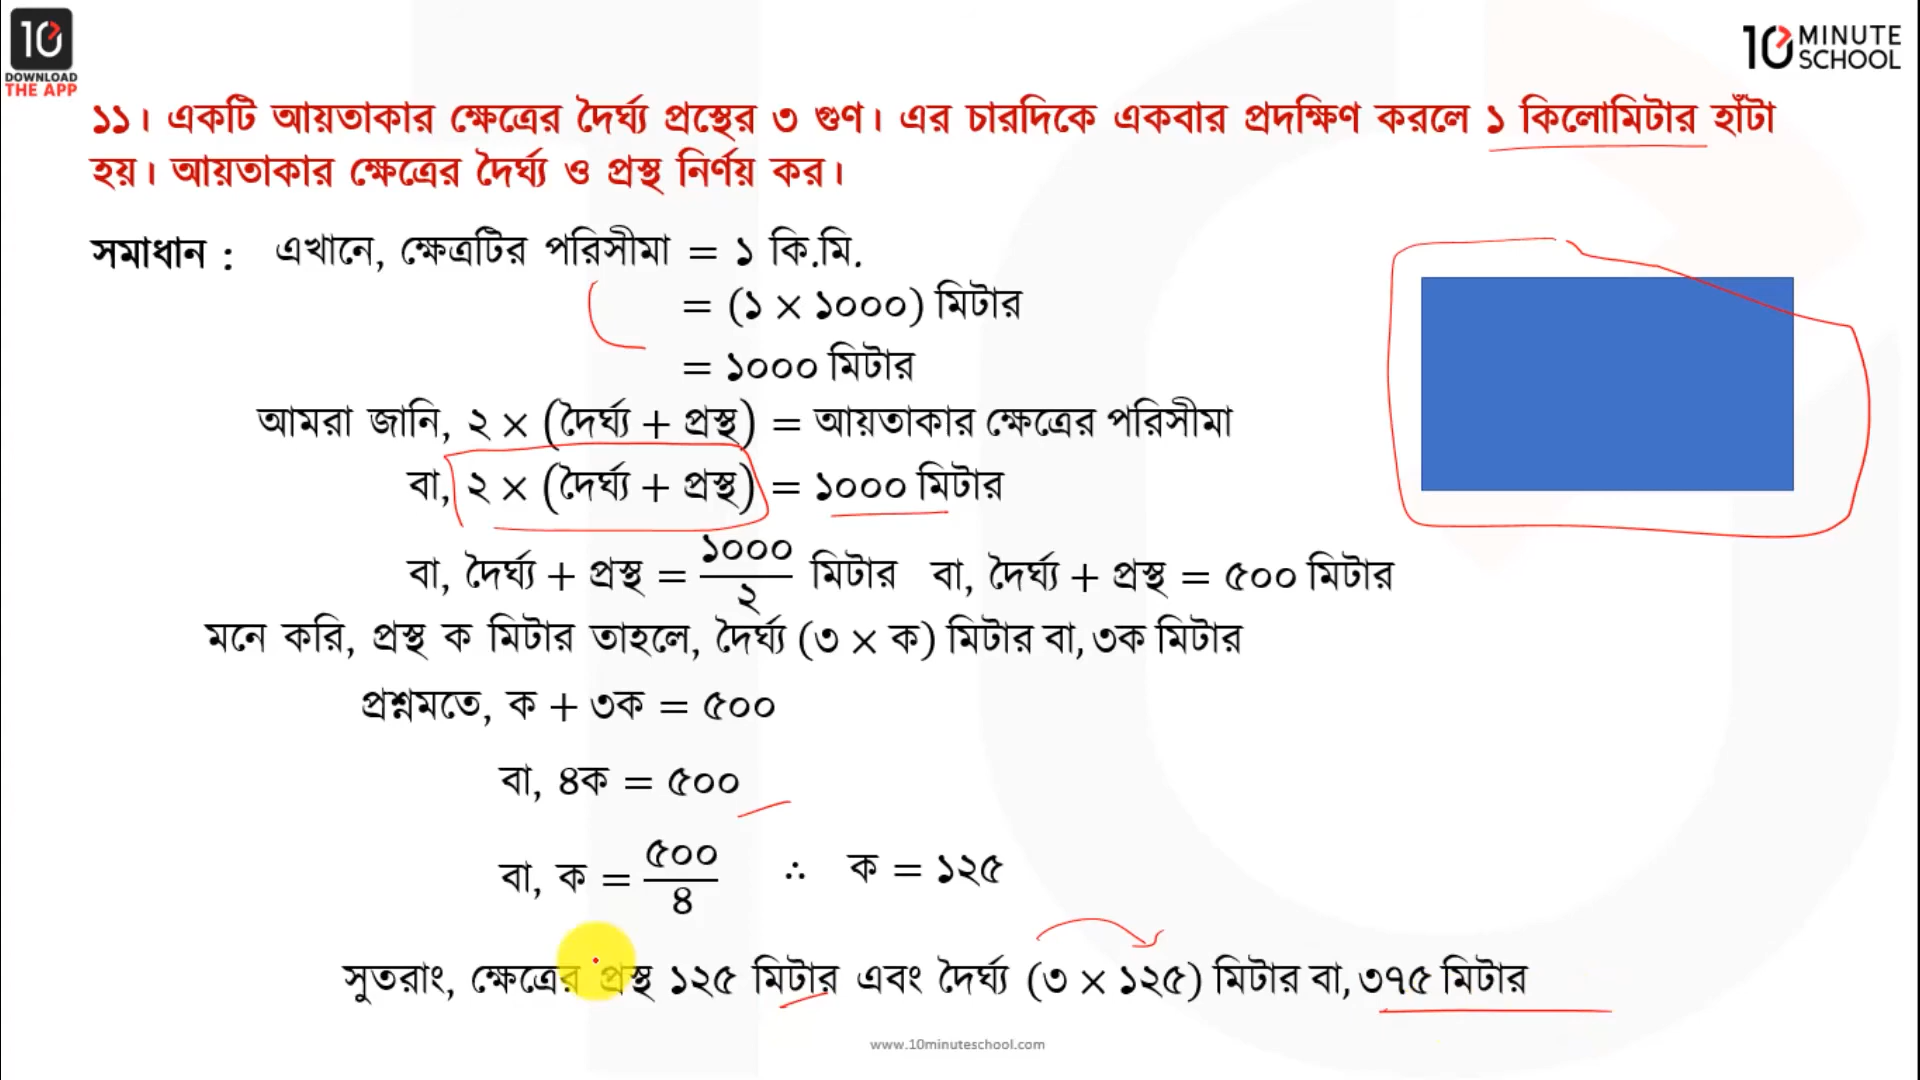 10
DOWNLOAD
THE APP
10 MINUTE
SCHOOL
১১। একটি আয়তাকার ক্ষেত্রের দৈর্ঘ্য প্রস্থের ৩ গুণ। এর চারদিকে একবার প্রদক্ষিণ করলে ১ কিলোমিটার হাঁটা
হয়। আয়তাকার ক্ষেত্রের দৈর্ঘ্য ও প্রস্থ নির্ণয় কর।
সমাধান : এখানে, ক্ষেত্রটির পরিসীমা = ১ কি.মি.
= (১ × ১০০০) মিটার
= ১০০০ মিটার
আমরা জানি, ২ × (দৈর্ঘ্য + প্রস্থ) = আয়তাকার ক্ষেত্রের পরিসীমা
বা, ২ × (দৈর্ঘ্য + প্রস্থ) = ১০০০ মিটার
বা, দৈর্ঘ্য + প্রস্থ = ১০০০/২ মিটার বা, দৈর্ঘ্য + প্রস্থ = ৫০০ মিটার
মনে করি, প্রস্থ ক মিটার তাহলে, দৈর্ঘ্য (৩ × ক) মিটার বা, ৩ক মিটার
প্রশ্নমতে, ক + ৩ক = ৫০০
বা, ৪ক = ৫০০
বা, ক = ৫০০/৪ ∴ ক = ১২৫
সুতরাং, ক্ষেত্রের প্রস্থ ১২৫ মিটার এবং দৈর্ঘ্য (৩ × ১২৫) মিটার বা, ৩৭৫ মিটার
www.10minuteschool.com